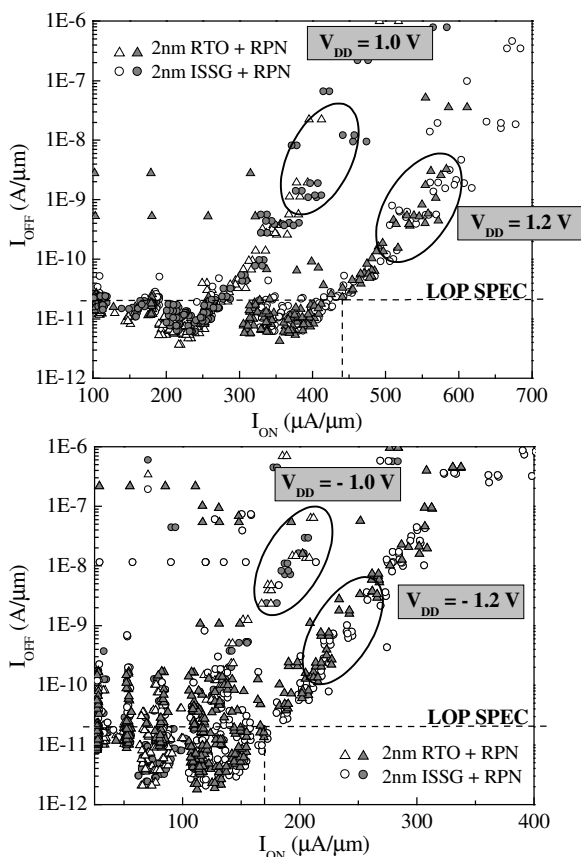 1E-6
1E-7
1E-8
1E-9
1E-10
1E-11
1E-12
I_OFF (A/μm)
2nm RTO + RPN
2nm ISSG + RPN
V_DD = 1.0 V
V_DD = 1.2 V
LOP SPEC
100 200 300 400 500 600 700
I_ON (μA/μm)
1E-6
1E-7
1E-8
1E-9
1E-10
1E-11
1E-12
I_OFF (A/μm)
V_DD = - 1.0 V
V_DD = - 1.2 V
LOP SPEC
2nm RTO + RPN
2nm ISSG + RPN
100 200 300 400
I_ON (μA/μm)